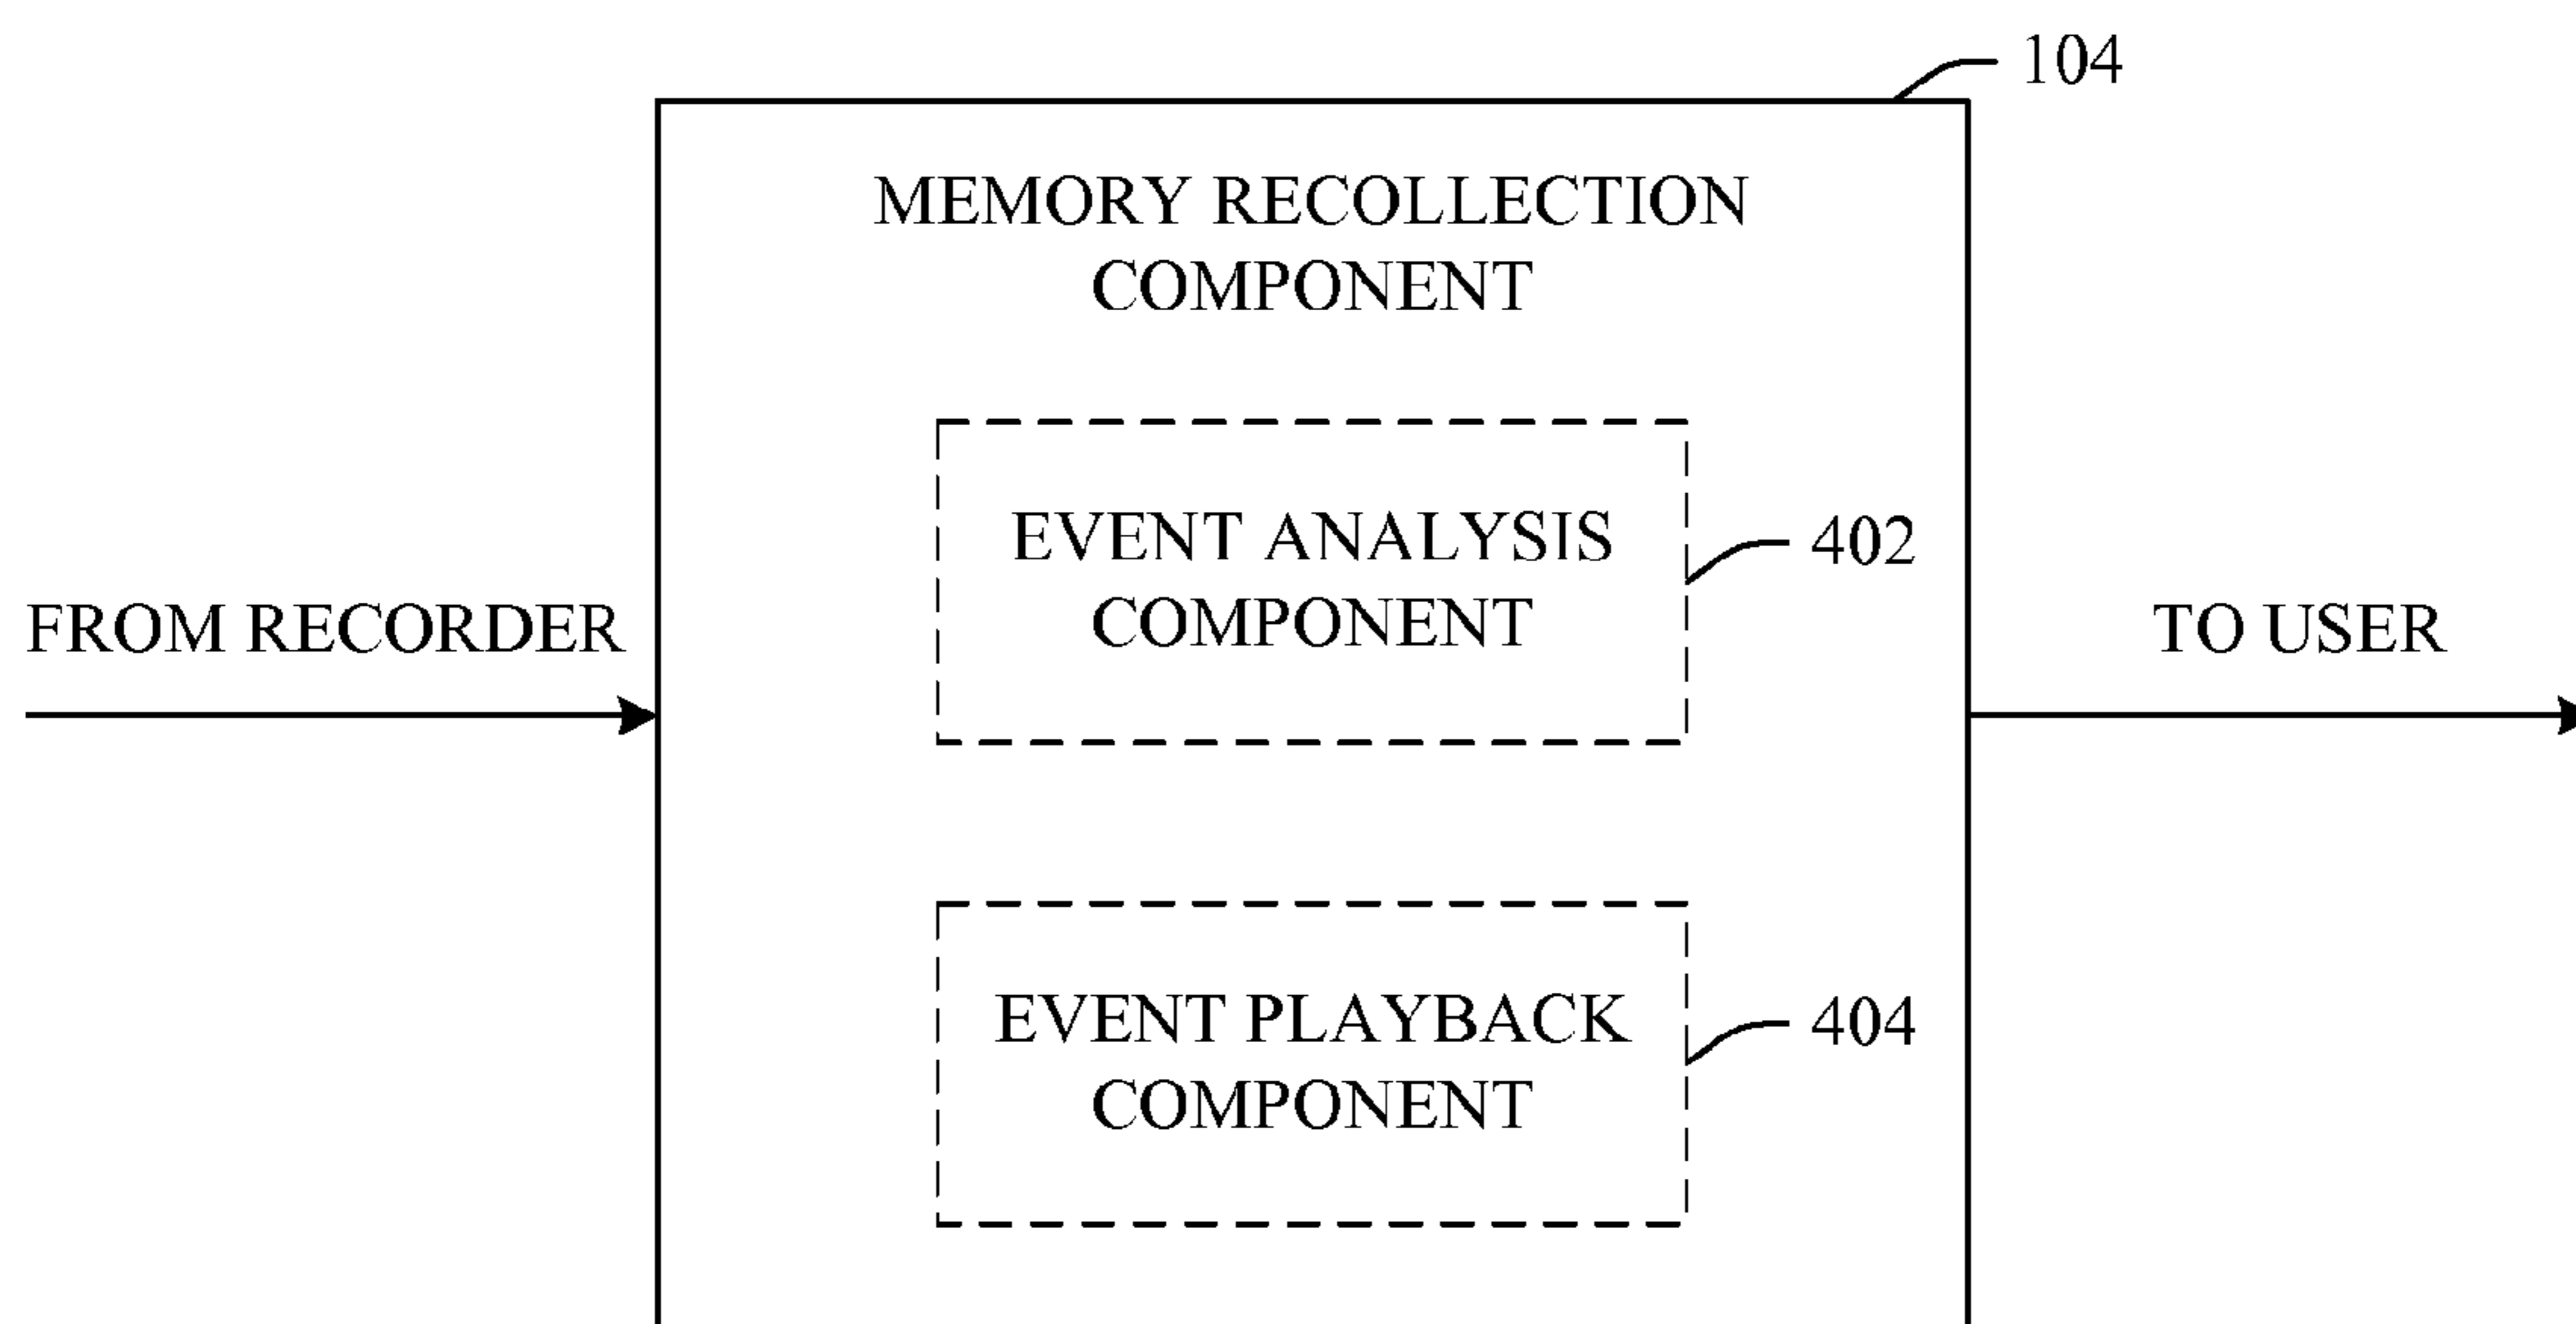 104
MEMORY RECOLLECTION
COMPONENT
EVENT ANALYSIS
COMPONENT
402
FROM RECORDER
TO USER
EVENT PLAYBACK
COMPONENT
404